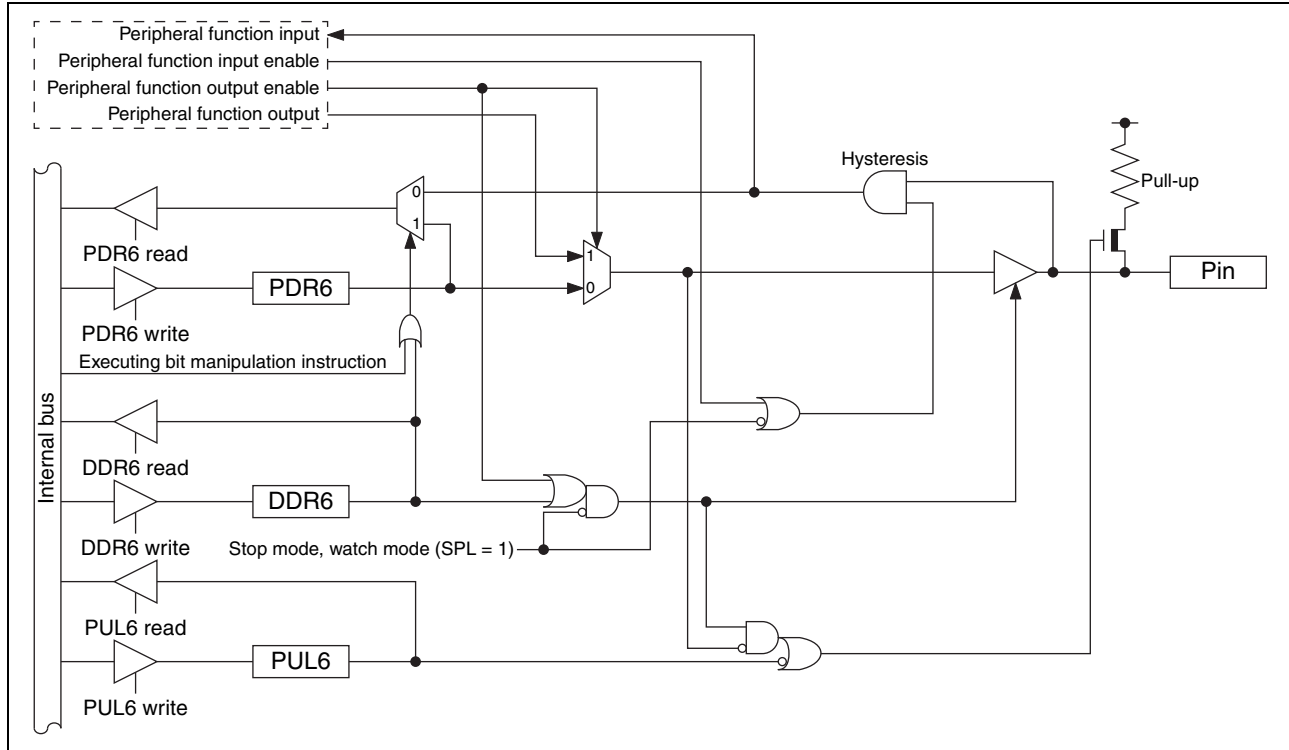 Peripheral function input
Peripheral function input enable
Peripheral function output enable
Peripheral function output
Hysteresis
Pull-up
0
1
PDR6 read
1
0
PDR6
Pin
PDR6 write
Executing bit manipulation instruction
Internal bus
DDR6 read
DDR6
DDR6 write
Stop mode, watch mode (SPL = 1)
PUL6 read
PUL6
PUL6 write